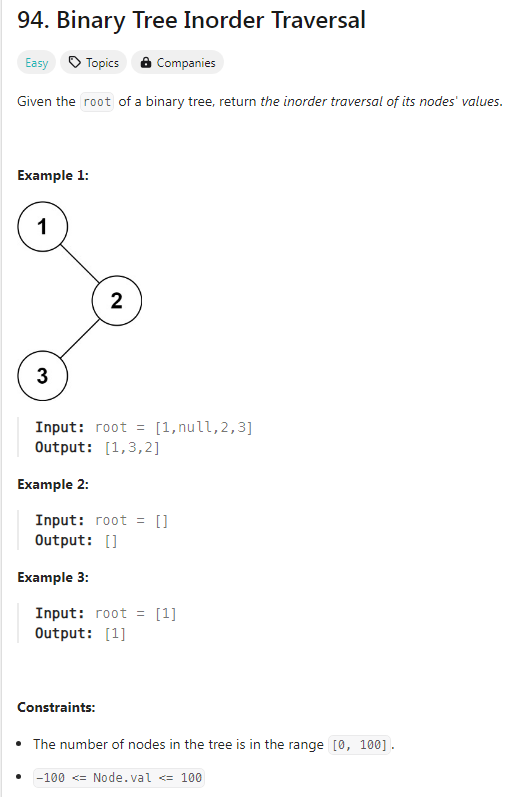 94. Binary Tree Inorder Traversal
Easy Topics Companies
Given the root of a binary tree, return the inorder traversal of its nodes' values.
Example 1:
1
2
3
Input: root = [1,null,2,3]
Output: [1,3,2]
Example 2:
Input: root = []
Output: []
Example 3:
Input: root = [1]
Output: [1]
Constraints:
• The number of nodes in the tree is in the range [0, 100].
• -100 <= Node.val <= 100